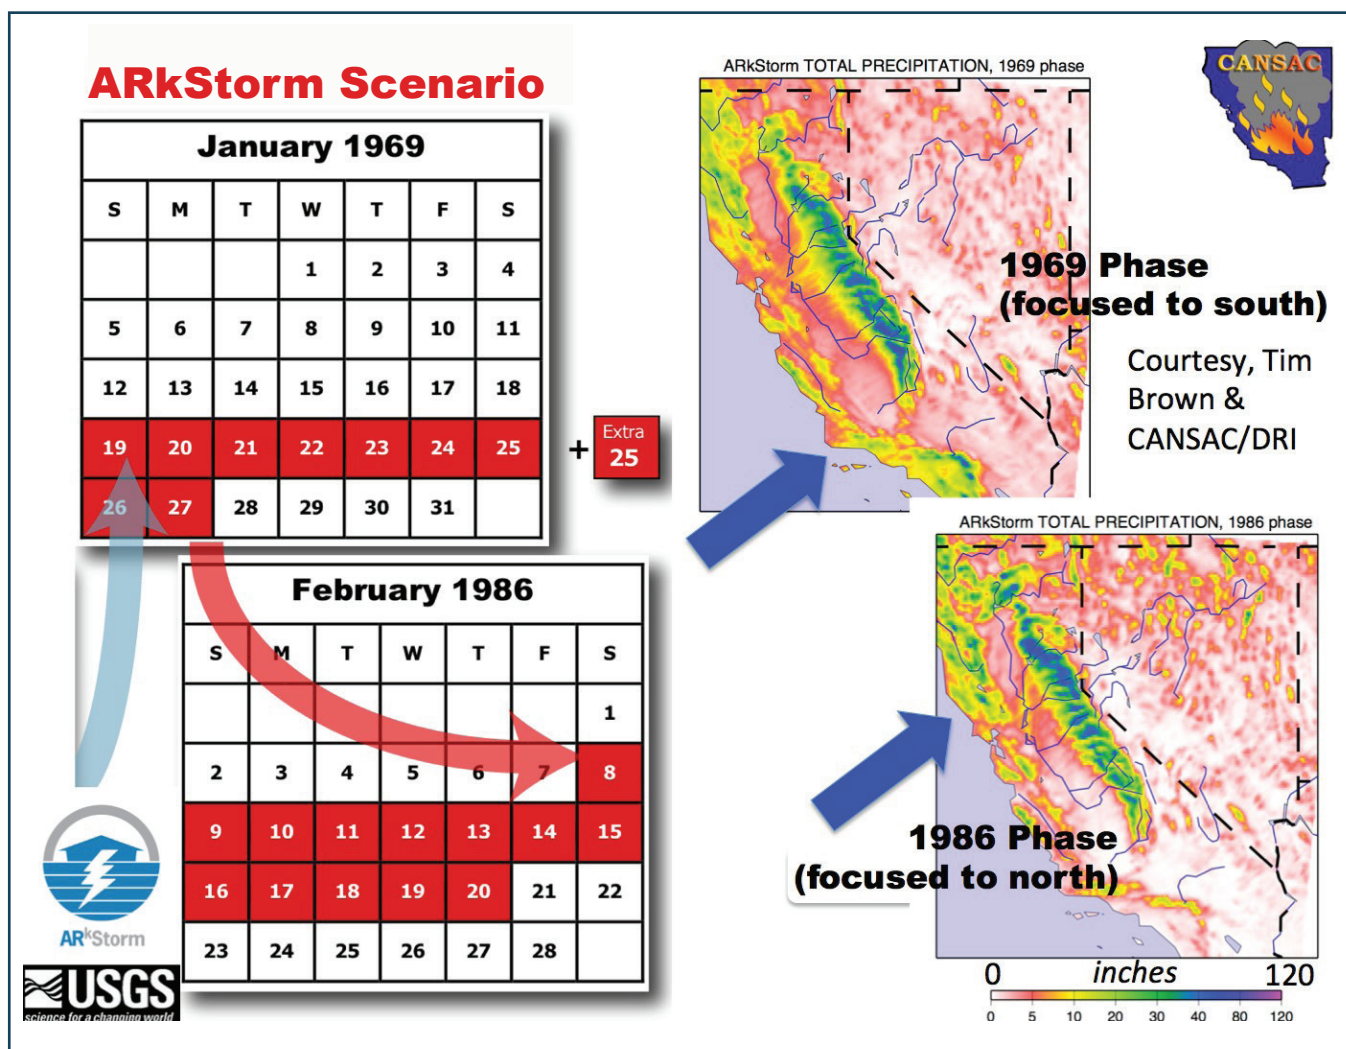 ARkStorm Scenario
January 1969
S M T W T F S
1 2 3 4
5 6 7 8 9 10 11
12 13 14 15 16 17 18
19 20 21 22 23 24 25
26 27 28 29 30 31
+ Extra
25
February 1986
S M T W T F S
1
2 3 4 5 6 7 8
9 10 11 12 13 14 15
16 17 18 19 20 21 22
23 24 25 26 27 28
ARkStorm
USGS
science for a changing world
ARkStorm TOTAL PRECIPITATION, 1969 phase
CANSAC
1969 Phase
(focused to south)
Courtesy, Tim
Brown &
CANSAC/DRI
ARkStorm TOTAL PRECIPITATION, 1986 phase
1986 Phase
(focused to north)
0 inches 120
0 5 10 20 30 40 80 120